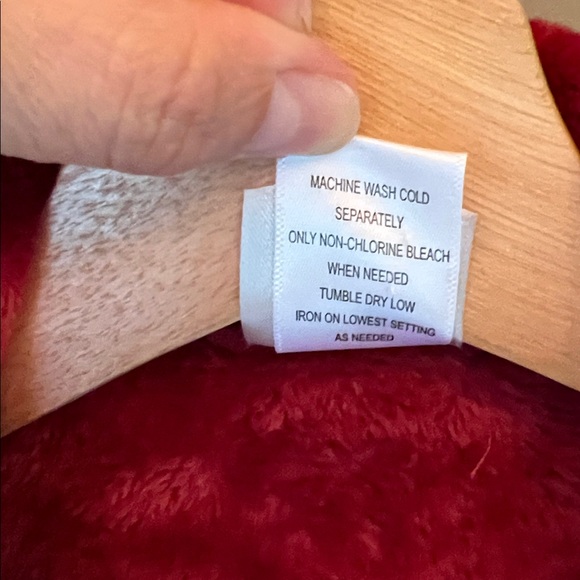 MACHINE WASH COLD
SEPARATELY
ONLY NON-CHLORINE BLEACH
WHEN NEEDED
TUMBLE DRY LOW
IRON ON LOWEST SETTING
AS NEEDED